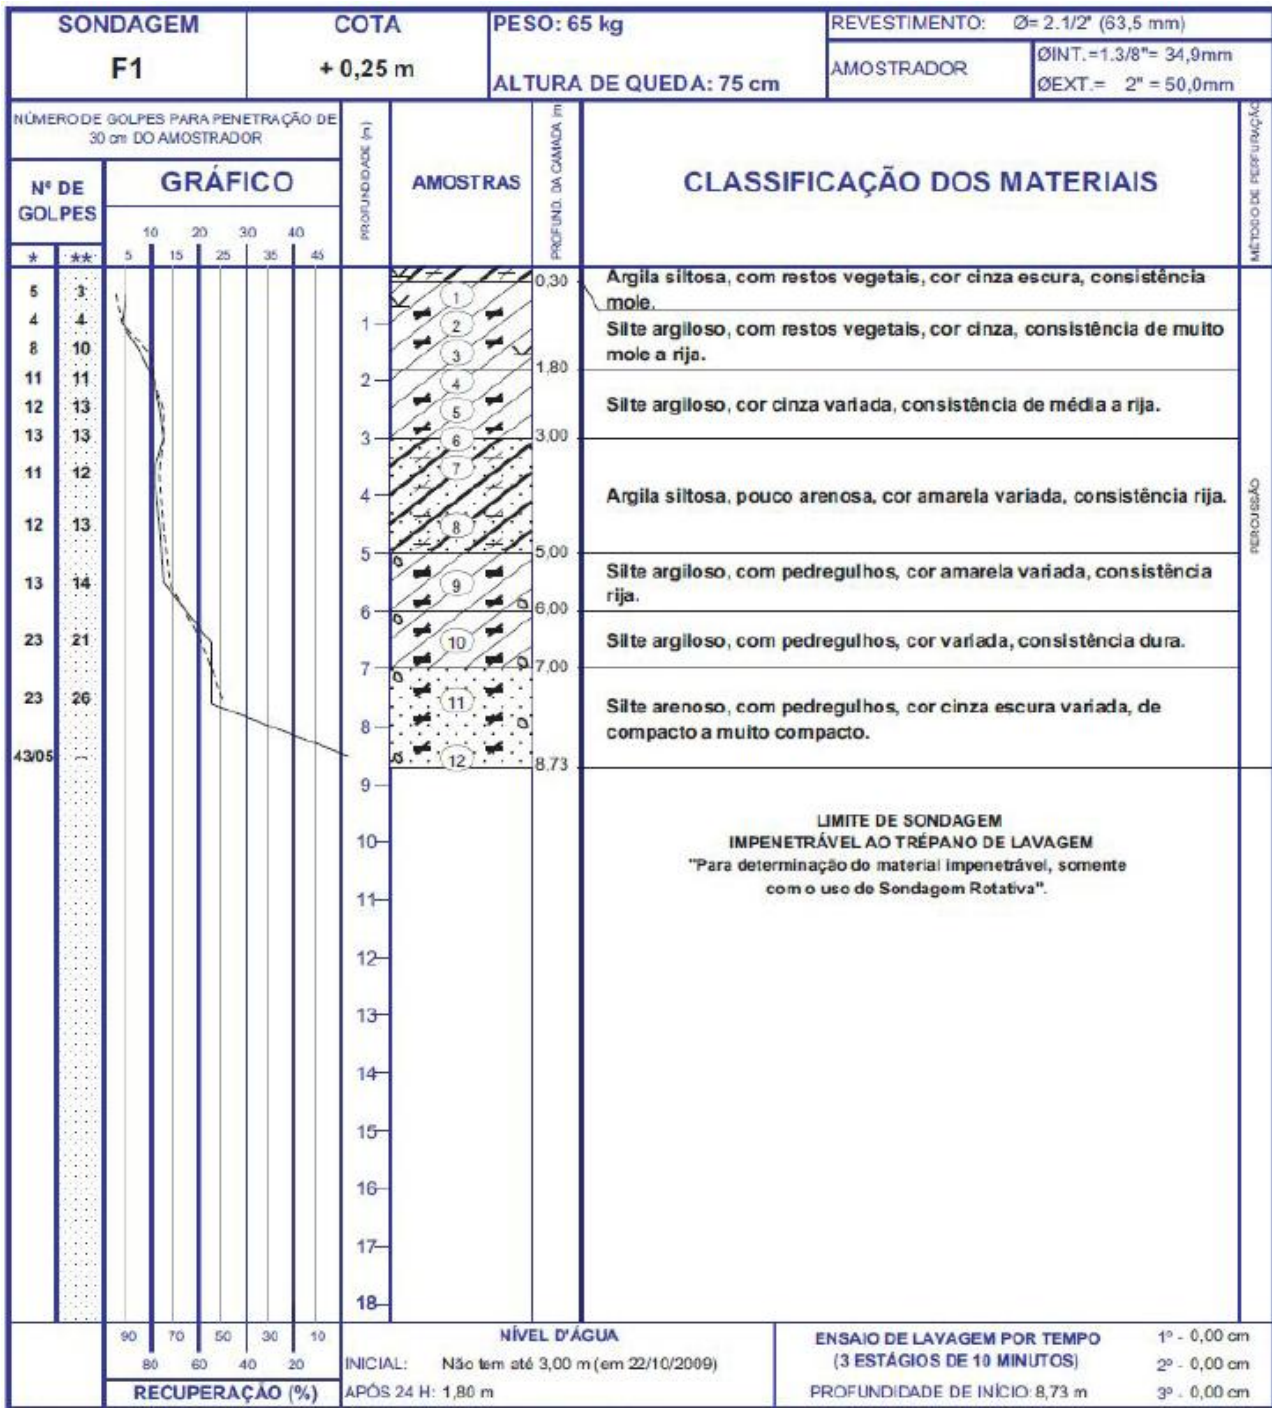 SONDAGEM
F1
COTA
+ 0,25 m
PESO: 65 kg
ALTURA DE QUEDA: 75 cm
REVESTIMENTO: Ø= 2.1/2" (63,5 mm)
AMOSTRADOR
ØINT.=1.3/8"= 34,9mm
ØEXT.= 2" = 50,0mm
NÚMERO DE GOLPES PARA PENETRAÇÃO DE
30 cm DO AMOSTRADOR
Nº DE
GOLPES
* **
GRÁFICO
10 20 30 40
5 15 25 35 45
PROFUNDIDADE (m)
AMOSTRAS
PROFUND. DA CAMADA (m
CLASSIFICAÇÃO DOS MATERIAIS
MÉTODO DE PERFURAÇÃO
5 3
4 4
8 10
11 11
12 13
13 13
11 12
12 13
13 14
23 21
23 26
43/05 —
1
2
3
4
5
6
7
8
9
10
11
12
13
14
15
16
17
18
1
2
3
4
5
6
7
8
9
10
11
12
0,30
1,80
3,00
5,00
6,00
7,00
8,73
Argila siltosa, com restos vegetais, cor cinza escura, consistência
mole.
Silte argiloso, com restos vegetais, cor cinza, consistência de muito
mole a rija.
Silte argiloso, cor cinza variada, consistência de média a rija.
Argila siltosa, pouco arenosa, cor amarela variada, consistência rija.
Silte argiloso, com pedregulhos, cor amarela variada, consistência
rija.
Silte argiloso, com pedregulhos, cor variada, consistência dura.
Silte arenoso, com pedregulhos, cor cinza escura variada, de
compacto a muito compacto.
PERCUSSÃO
LIMITE DE SONDAGEM
IMPENETRÁVEL AO TRÉPANO DE LAVAGEM
"Para determinação do material impenetrável, somente
com o uso de Sondagem Rotativa".
90 70 50 30 10
80 60 40 20
RECUPERAÇÃO (%)
NÍVEL D'ÁGUA
INICIAL: Não tem até 3,00 m (em 22/10/2009)
APÓS 24 H: 1,80 m
ENSAIO DE LAVAGEM POR TEMPO
(3 ESTÁGIOS DE 10 MINUTOS)
PROFUNDIDADE DE INÍCIO: 8,73 m
1º - 0,00 cm
2º - 0,00 cm
3º - 0,00 cm